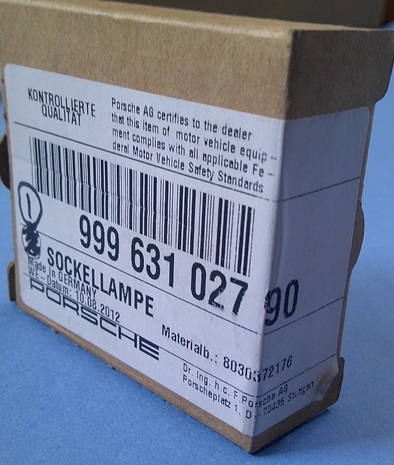 KONTROLLIERTE
QUALITÄT
Porsche AG certifies to the dealer
that this item of motor vehicle equip-
ment complies with all applicable Fe-
deral Motor Vehicle Safety Standards
1
999 631 027 90
SOCKELLAMPE
Made in GERMANY
Datum: 10.08.2012
PORSCHE
Materialb.: 8030372176
Dr. Ing. h.c. F. Porsche AG
Porscheplatz 1, D - 70435 Stuttgart